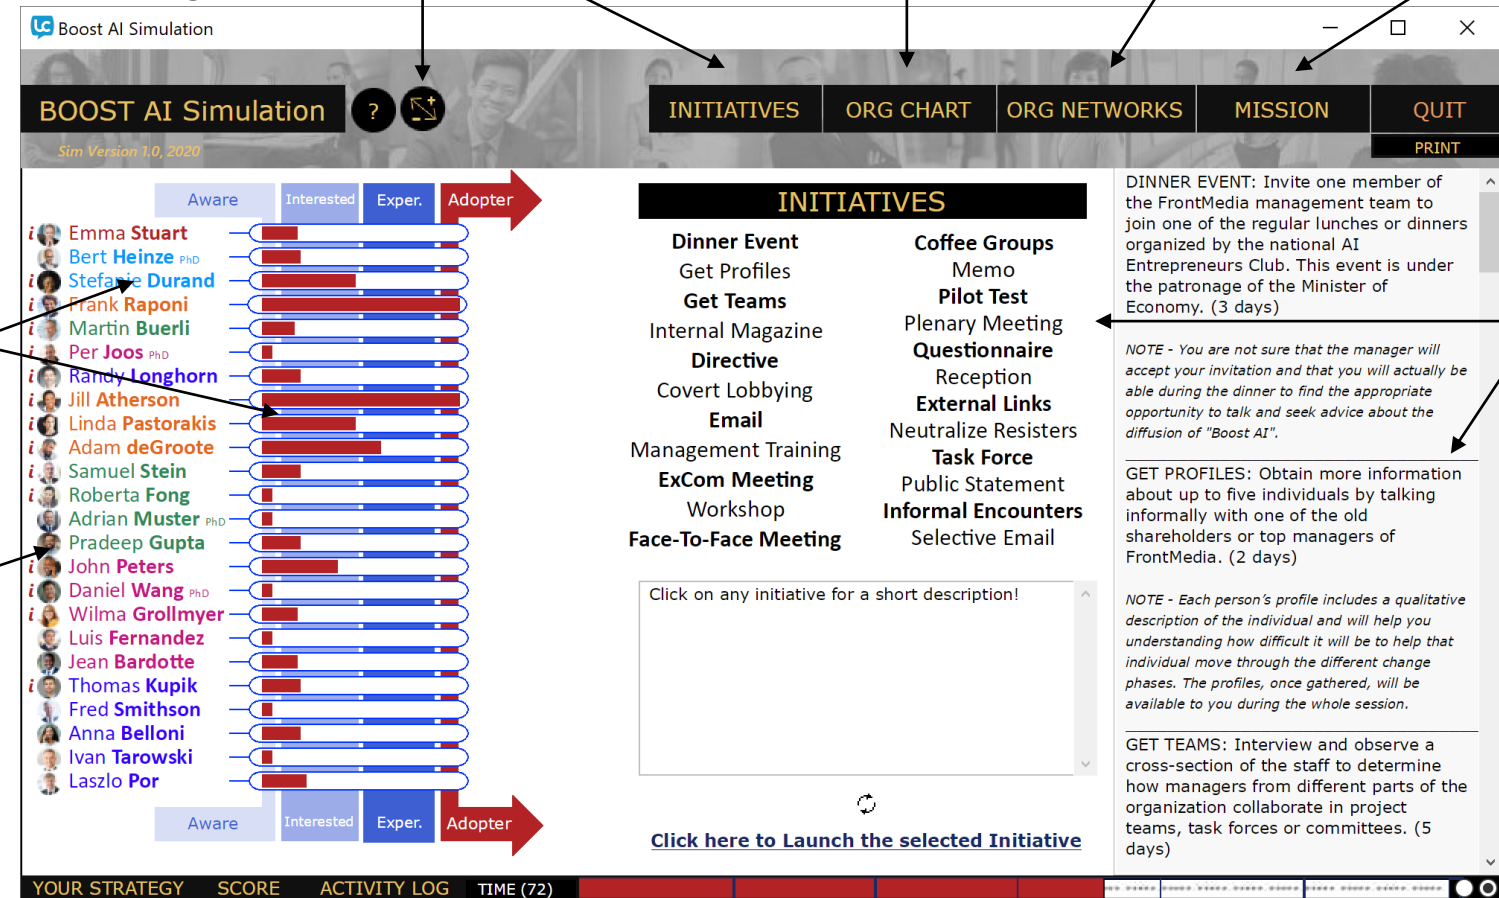 Boost AI Simulation
BOOST AI Simulation
?
INITIATIVES
ORG CHART
ORG NETWORKS
MISSION
QUIT
Sim Version 1.0, 2020
PRINT
Aware
Interested
Exper.
Adopter
i Emma Stuart
Bert Heinze PhD
i Stefanie Durand
i Frank Raponi
i Martin Buerli
i Per Joos PhD
i Randy Longhorn
i Jill Atherson
i Linda Pastorakis
i Adam deGroote
i Samuel Stein
i Roberta Fong
Adrian Muster PhD
Pradeep Gupta
i John Peters
i Daniel Wang PhD
i Wilma Grollmyer
Luis Fernandez
Jean Bardotte
i Thomas Kupik
Fred Smithson
Anna Belloni
Ivan Tarowski
Laszlo Por
Aware
Interested
Exper.
Adopter
INITIATIVES
Dinner Event
Get Profiles
Get Teams
Internal Magazine
Directive
Covert Lobbying
Email
Management Training
ExCom Meeting
Workshop
Face-To-Face Meeting
Coffee Groups
Memo
Pilot Test
Plenary Meeting
Questionnaire
Reception
External Links
Neutralize Resisters
Task Force
Public Statement
Informal Encounters
Selective Email
Click on any initiative for a short description!
Click here to Launch the selected Initiative
DINNER EVENT: Invite one member of
the FrontMedia management team to
join one of the regular lunches or dinners
organized by the national AI
Entrepreneurs Club. This event is under
the patronage of the Minister of
Economy. (3 days)
NOTE - You are not sure that the manager will
accept your invitation and that you will actually be
able during the dinner to find the appropriate
opportunity to talk and seek advice about the
diffusion of "Boost AI".
GET PROFILES: Obtain more information
about up to five individuals by talking
informally with one of the old
shareholders or top managers of
FrontMedia. (2 days)
NOTE - Each person’s profile includes a qualitative
description of the individual and will help you
understanding how difficult it will be to help that
individual move through the different change
phases. The profiles, once gathered, will be
available to you during the whole session.
GET TEAMS: Interview and observe a
cross-section of the staff to determine
how managers from different parts of the
organization collaborate in project
teams, task forces or committees. (5
days)
YOUR STRATEGY
SCORE
ACTIVITY LOG
TIME (72)